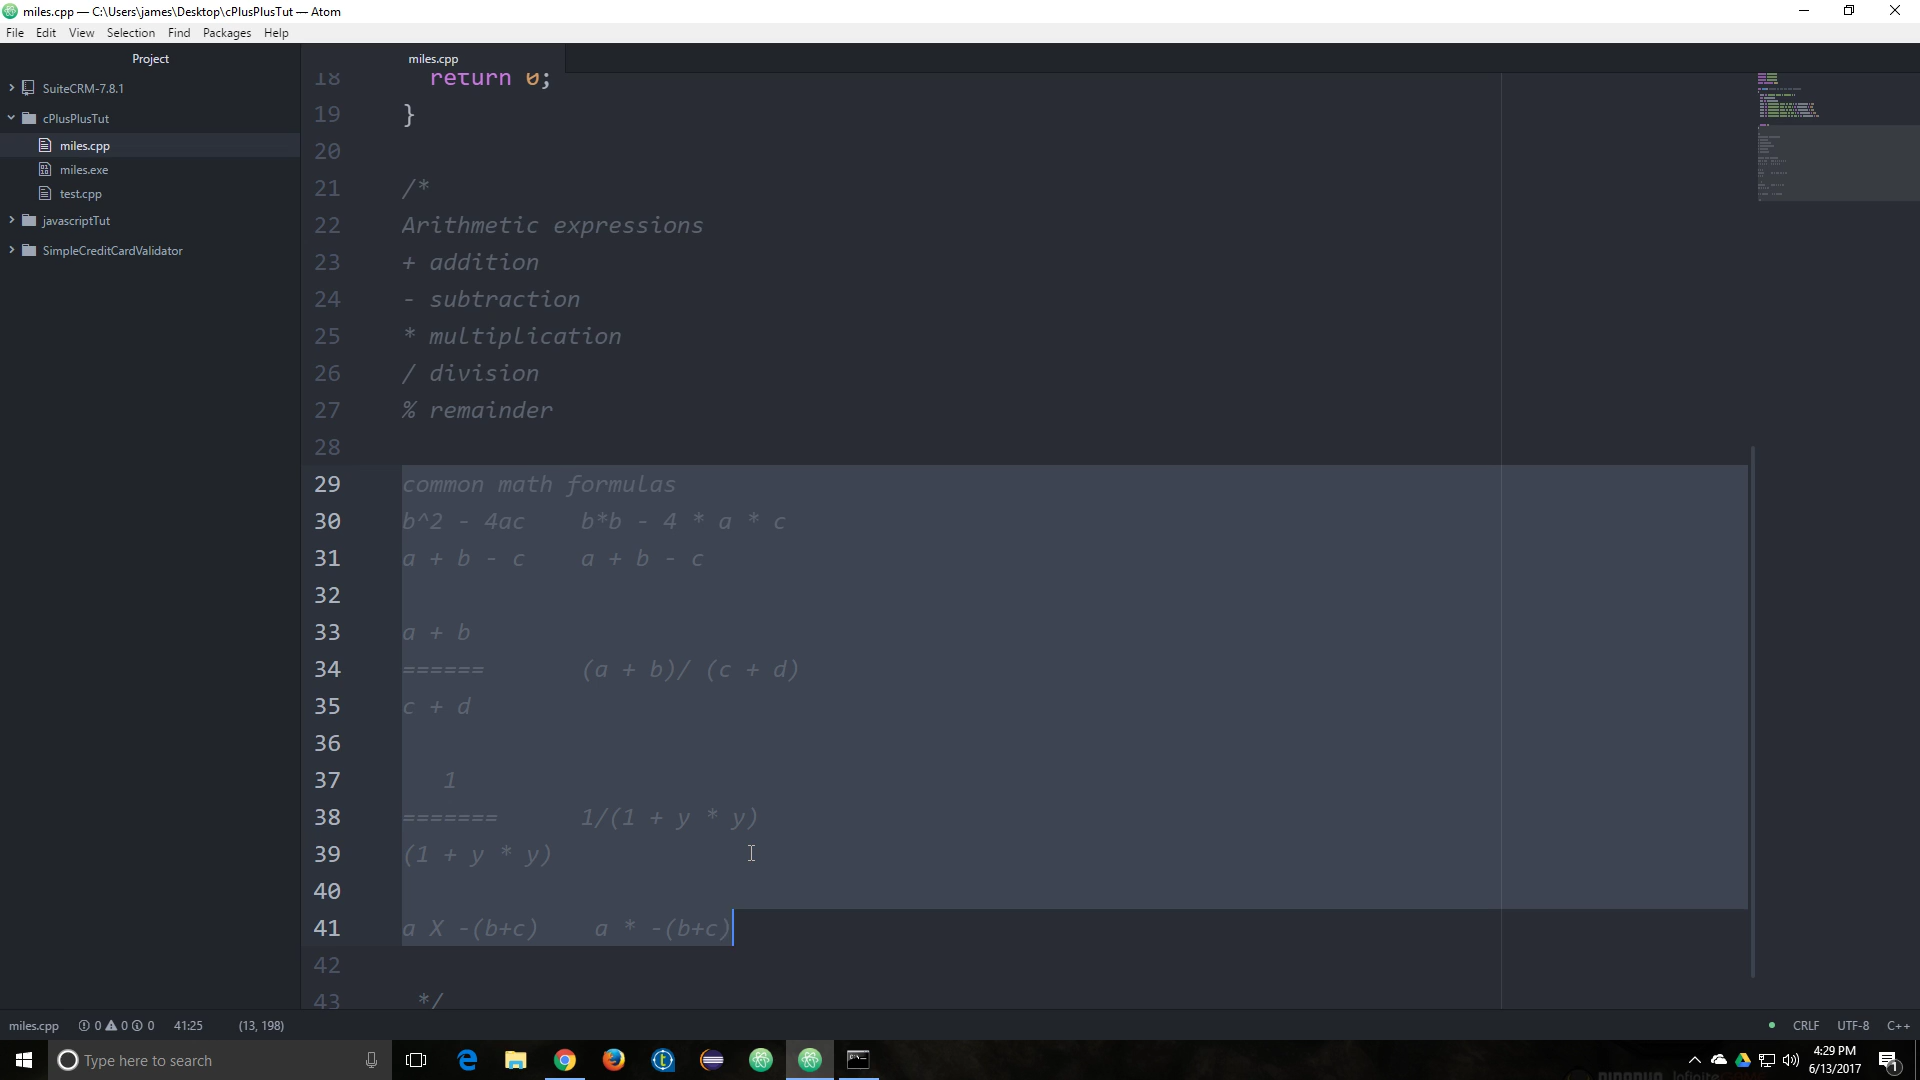 miles.cpp — C:\Users\james\Desktop\cPlusPlusTut — Atom
File Edit View Selection Find Packages Help
Project
SuiteCRM-7.8.1
cPlusPlusTut
miles.cpp
miles.exe
test.cpp
javascriptTut
SimpleCreditCardValidator
miles.cpp
18 return 0;
19 }
20
21 /*
22 Arithmetic expressions
23 + addition
24 - subtraction
25 * multiplication
26 / division
27 % remainder
28
29 common math formulas
30 b^2 - 4ac b*b - 4 * a * c
31 a + b - c a + b - c
32
33 a + b
34 ====== (a + b)/ (c + d)
35 c + d
36
37 1
38 ======= 1/(1 + y * y)
39 (1 + y * y)
40
41 a X -(b+c) a * -(b+c)
42
43 */
miles.cpp 0 0 0 41:25 (13, 198) CRLF UTF-8 C++
Type here to search
4:29 PM
6/13/2017
1